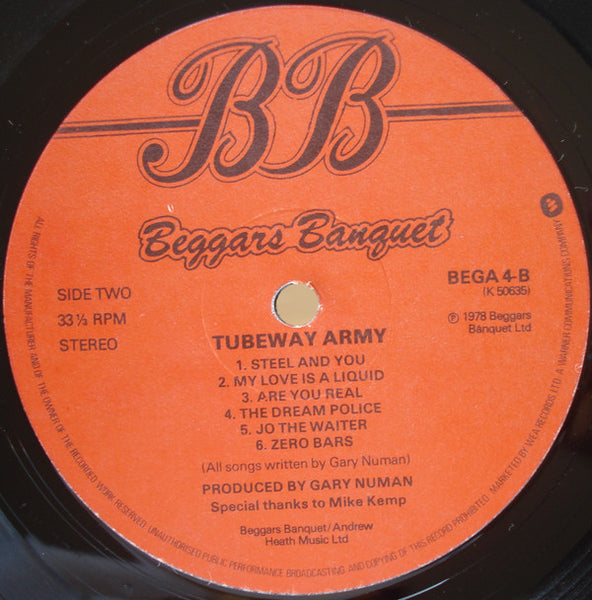 BB
Beggars Banquet
SIDE TWO
33⅓ RPM
STEREO
BEGA 4-B
(K 50635)
℗ 1978 Beggars
Banquet Ltd
TUBEWAY ARMY
1. STEEL AND YOU
2. MY LOVE IS A LIQUID
3. ARE YOU REAL
4. THE DREAM POLICE
5. JO THE WAITER
6. ZERO BARS
(All songs written by Gary Numan)
PRODUCED BY GARY NUMAN
Special thanks to Mike Kemp
Beggars Banquet/Andrew
Heath Music Ltd
ALL RIGHTS OF THE MANUFACTURER AND OF THE OWNER OF THE RECORDED WORK RESERVED. UNAUTHORISED PUBLIC PERFORMANCE BROADCASTING AND COPYING OF THIS RECORD PROHIBITED. MARKETED BY WEA RECORDS LTD. A WARNER COMMUNICATIONS COMPANY